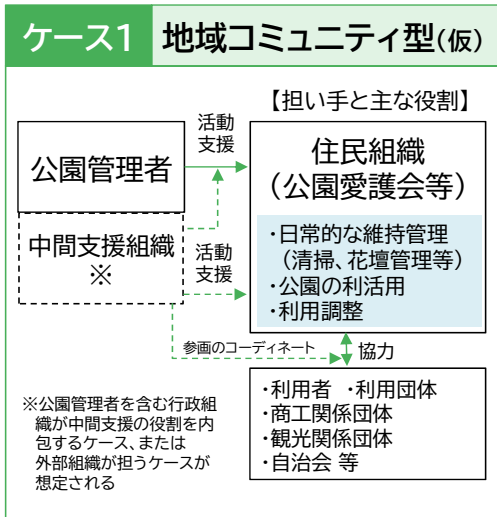 ケース1 地域コミュニティ型(仮)
【担い手と主な役割】
活動
支援
公園管理者
住民組織
(公園愛護会等)
中間支援組織
※
活動
支援
・日常的な維持管理
(清掃、花壇管理等)
・公園の利活用
・利用調整
参画のコーディネート
協力
・利用者 ・利用団体
・商工関係団体
・観光関係団体
・自治会 等
※公園管理者を含む行政組
織が中間支援の役割を内
包するケース、または
外部組織が担うケースが
想定される